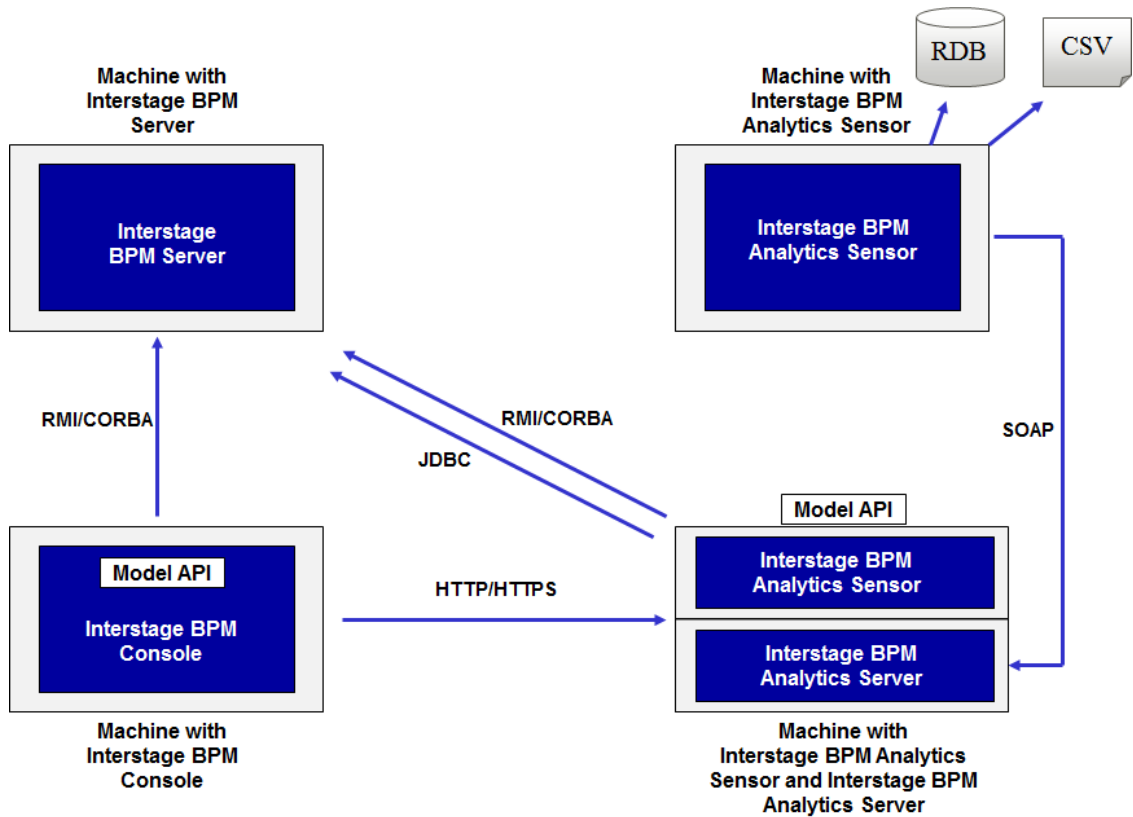 RDB
CSV
Machine with
Interstage BPM
Server
Machine with
Interstage BPM
Analytics Sensor
Interstage
BPM Server
Interstage BPM
Analytics Sensor
RMI/CORBA
RMI/CORBA
JDBC
SOAP
Model API
Interstage BPM
Console
HTTP/HTTPS
Model API
Interstage BPM
Analytics Sensor
Interstage BPM
Analytics Server
Machine with
Interstage BPM
Console
Machine with
Interstage BPM Analytics
Sensor and Interstage BPM
Analytics Server